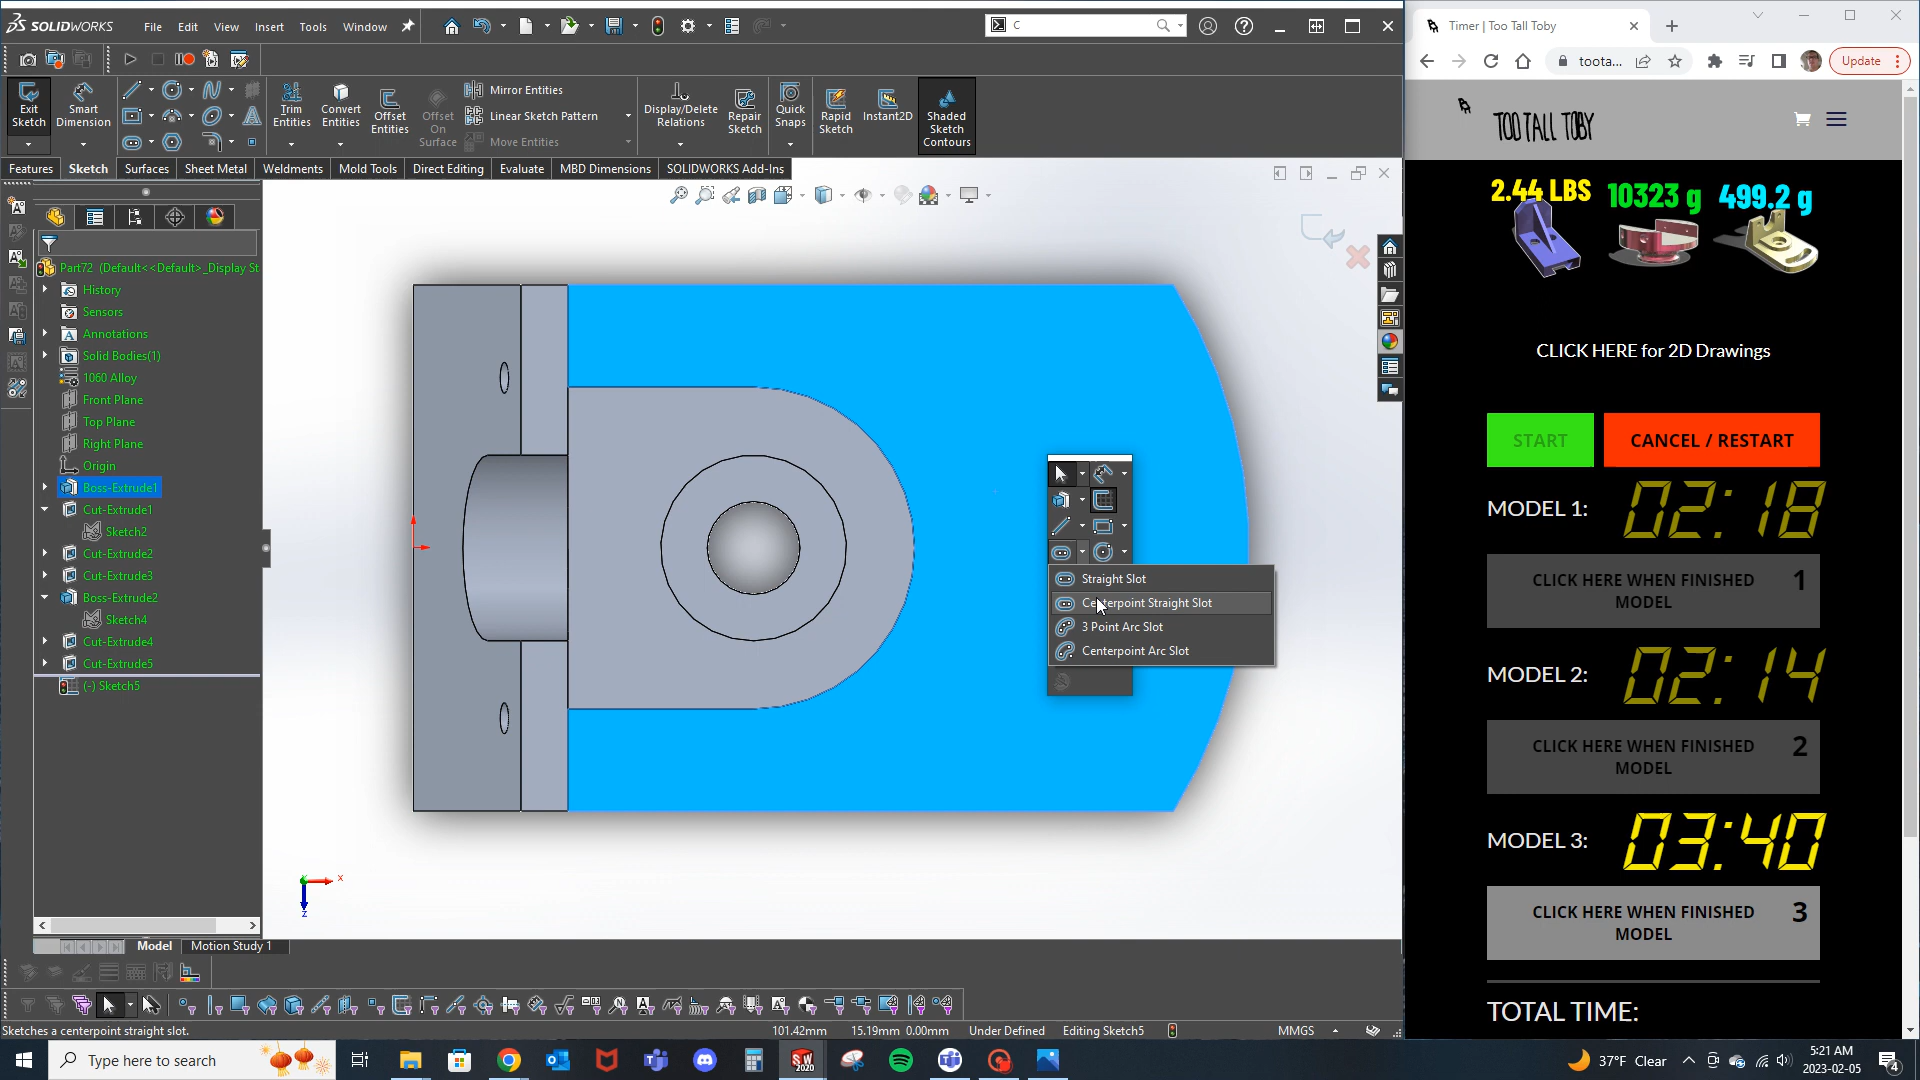 SOLIDWORKS File Edit View Insert Tools Window
C
Exit Sketch
Smart Dimension
Trim Entities
Convert Entities
Offset Entities
Offset On Surface
Mirror Entities
Linear Sketch Pattern
Move Entities
Display/Delete Relations
Repair Sketch
Quick Snaps
Rapid Sketch
Instant2D
Shaded Sketch Contours
Features Sketch Surfaces Sheet Metal Weldments Mold Tools Direct Editing Evaluate MBD Dimensions SOLIDWORKS Add-Ins
Part72 (Default<<Default>_Display St
History
Sensors
Annotations
Solid Bodies(1)
1060 Alloy
Front Plane
Top Plane
Right Plane
Origin
Boss-Extrude1
Cut-Extrude1
Sketch2
Cut-Extrude2
Cut-Extrude3
Boss-Extrude2
Sketch4
Cut-Extrude4
Cut-Extrude5
(-) Sketch5
Straight Slot
Centerpoint Straight Slot
3 Point Arc Slot
Centerpoint Arc Slot
x
z
Model Motion Study 1
Sketches a centerpoint straight slot.
101.42mm 15.19mm 0.00mm Under Defined Editing Sketch5 MMGS
Timer | Too Tall Toby
toota...
Update
TOO TALL TOBY
2.44 LBS 10323 g 499.2 g
CLICK HERE for 2D Drawings
START CANCEL / RESTART
MODEL 1: 02:18
CLICK HERE WHEN FINISHED MODEL 1
MODEL 2: 02:14
CLICK HERE WHEN FINISHED MODEL 2
MODEL 3: 03:40
CLICK HERE WHEN FINISHED MODEL 3
TOTAL TIME:
Type here to search
SW 2020
37°F Clear
5:21 AM
2023-02-05
4